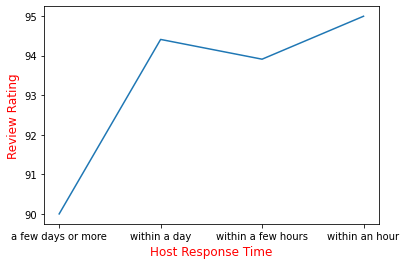 95
94
93
92
91
90
Review Rating
a few days or more within a day within a few hours within an hour
Host Response Time